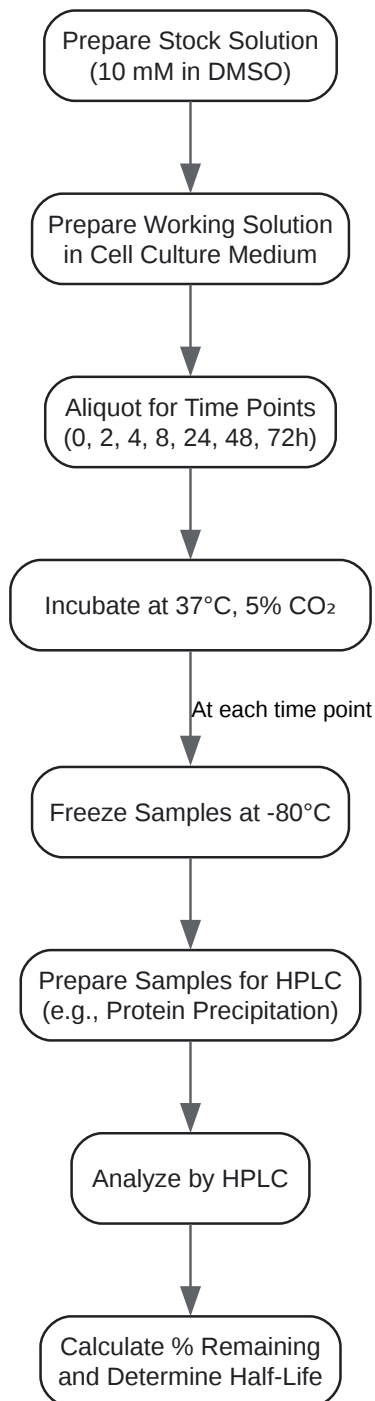 Prepare Stock Solution
(10 mM in DMSO)
Prepare Working Solution
in Cell Culture Medium
Aliquot for Time Points
(0, 2, 4, 8, 24, 48, 72h)
Incubate at 37°C, 5% CO₂
At each time point
Freeze Samples at -80°C
Prepare Samples for HPLC
(e.g., Protein Precipitation)
Analyze by HPLC
Calculate % Remaining
and Determine Half-Life